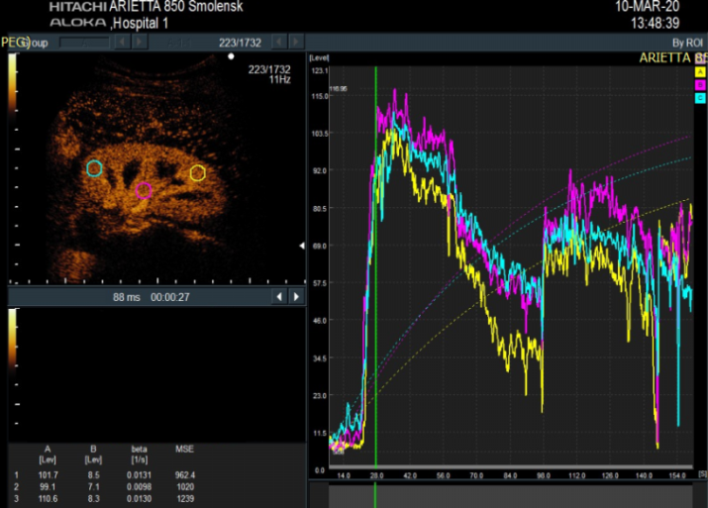 HITACHI ARIETTA 850 Smolensk 10-MAR-20
ALOKA ,Hospital 1 13:48:39
PEG) Group 223/1732 By ROI
223/1732
11Hz
88 ms 00:00:27
A B beta MSE
[Lev] [Lev] [1/s]
1 101.7 8.5 0.0131 962.4
2 99.1 7.1 0.0098 1020
3 110.6 8.3 0.0130 1239
[Level]
ARIETTA
123.1
116.95
115.0
103.5
92.0
80.5
69.0
57.5
46.0
34.5
23.0
11.5
0.0
14.0 28.0 42.0 56.0 70.0 84.0 98.0 112.0 126.0 140.0 154.0 [S]
A
C